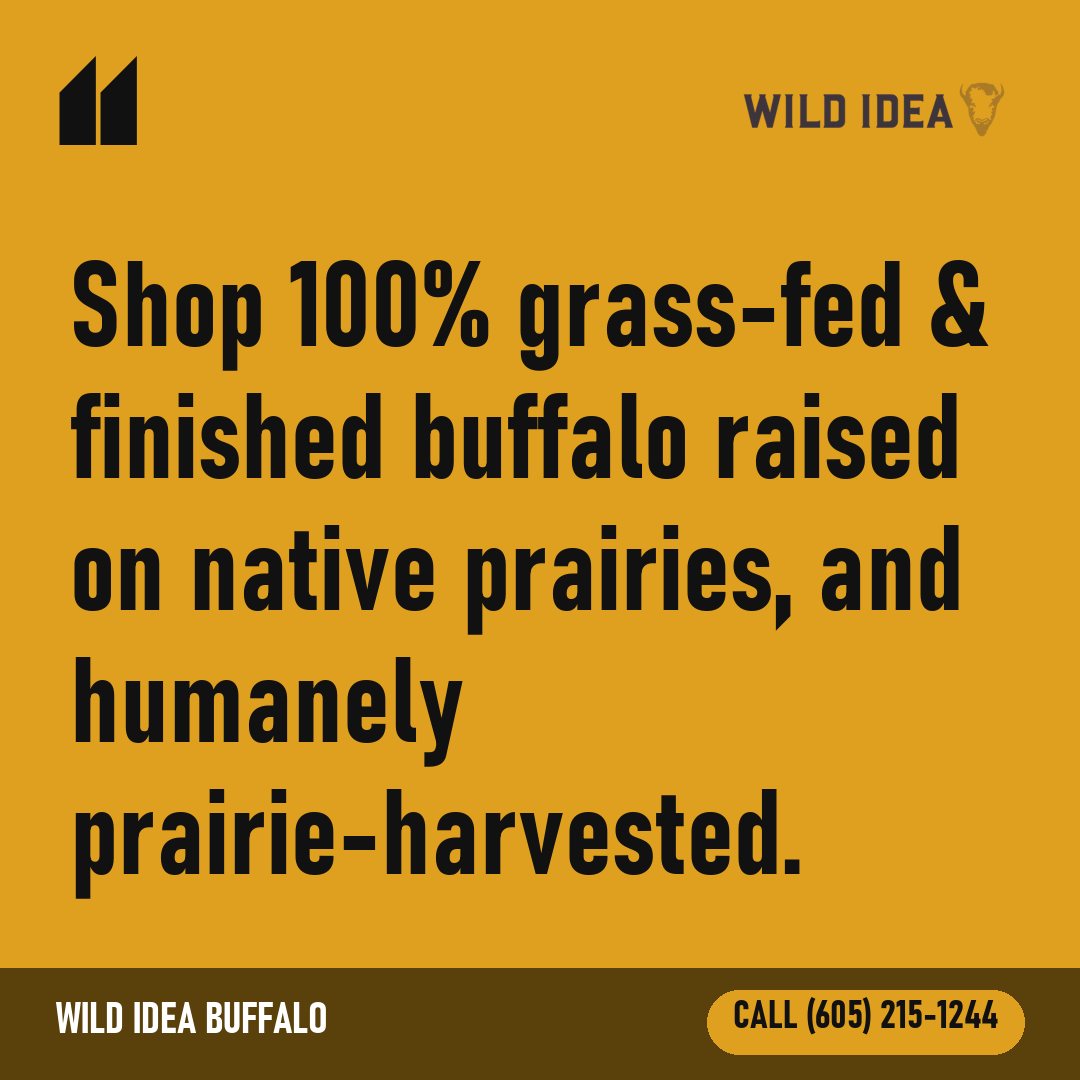 WILD IDEA
Shop 100% grass-fed &
finished buffalo raised
on native prairies, and
humanely
prairie-harvested.
WILD IDEA BUFFALO
CALL (605) 215-1244